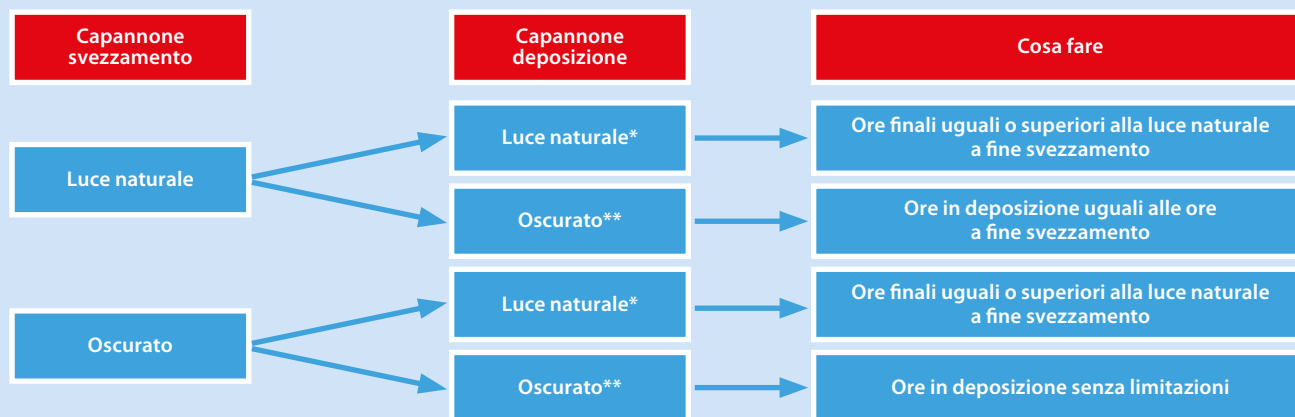 Capannone
svezzamento
Capannone
deposizione
Cosa fare
Luce naturale
Luce naturale*
Ore finali uguali o superiori alla luce naturale
a fine svezzamento
Oscurato**
Ore in deposizione uguali alle ore
a fine svezzamento
Oscurato
Luce naturale*
Ore finali uguali o superiori alla luce naturale
a fine svezzamento
Oscurato**
Ore in deposizione senza limitazioni